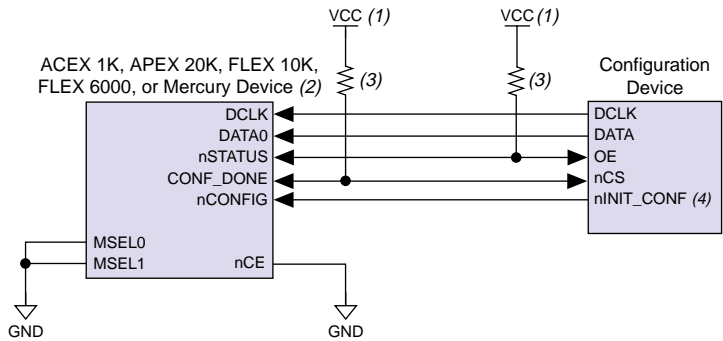 VCC (1)
VCC (1)
ACEX 1K, APEX 20K, FLEX 10K,
FLEX 6000, or Mercury Device (2)
(3)
(3)
Configuration
Device
DCLK
DCLK
DATA0
DATA
nSTATUS
OE
CONF_DONE
nCS
nCONFIG
nINIT_CONF (4)
MSEL0
MSEL1
nCE
GND
GND